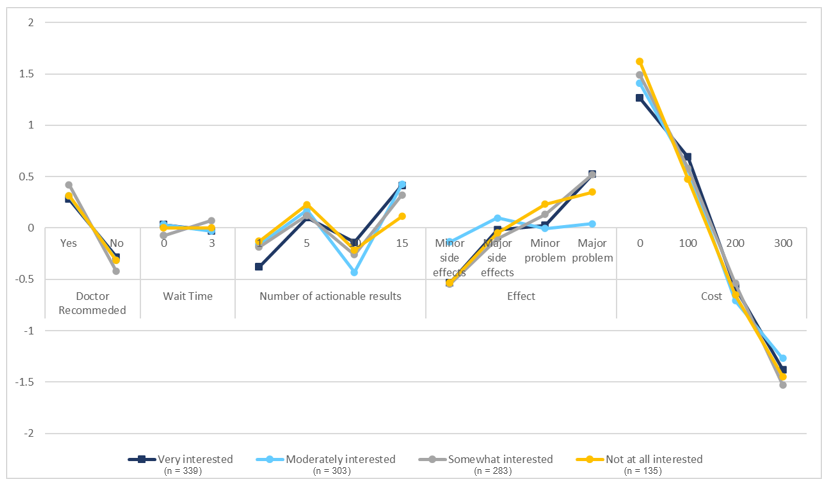 2
1.5
1
0.5
0
-0.5
-1
-1.5
-2
Yes No 0 3 1 5 10 15 Minor side effects Major side effects Minor problem Major problem 0 100 200 300
Doctor Recommeded Wait Time Number of actionable results Effect Cost
Very interested Moderately interested Somewhat interested Not at all interested
(n = 339) (n = 303) (n = 283) (n = 135)